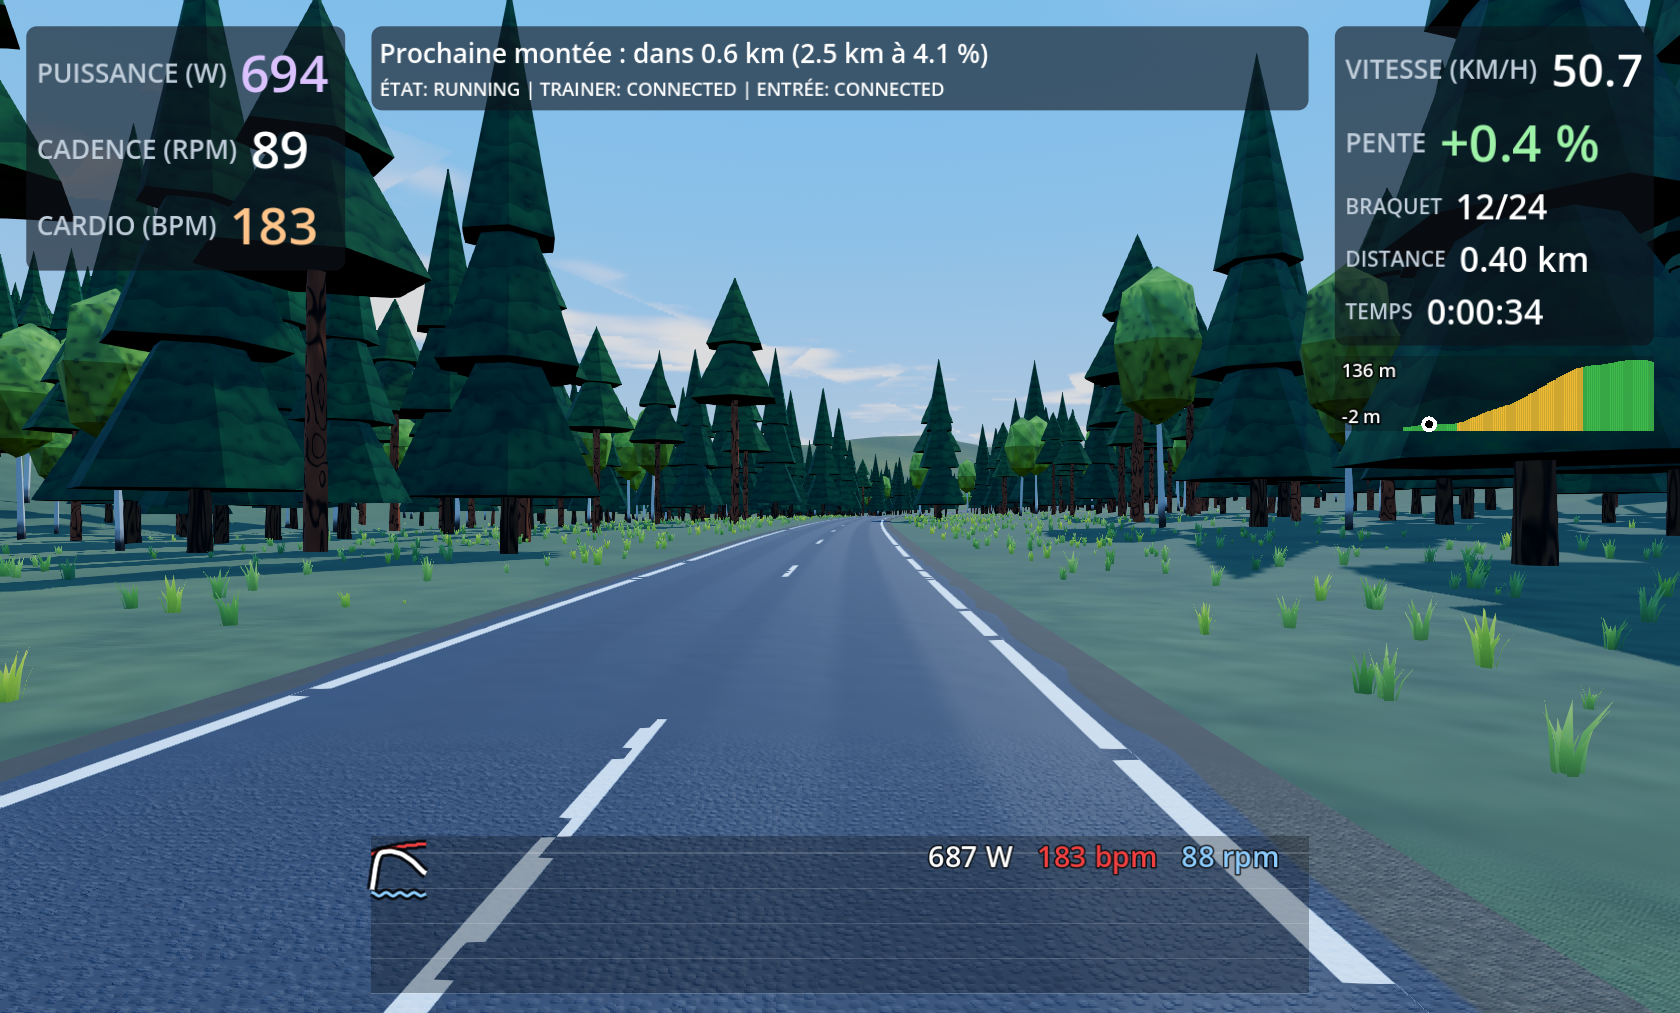 PUISSANCE (W) 694
CADENCE (RPM) 89
CARDIO (BPM) 183
Prochaine montée : dans 0.6 km (2.5 km à 4.1 %)
ÉTAT: RUNNING | TRAINER: CONNECTED | ENTRÉE: CONNECTED
VITESSE (KM/H) 50.7
PENTE +0.4 %
BRAQUET 12/24
DISTANCE 0.40 km
TEMPS 0:00:34
136 m
-2 m
687 W 183 bpm 88 rpm